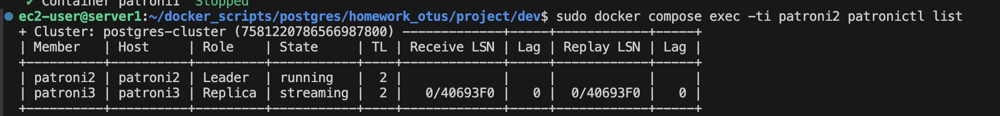 ✔ Container patroni1  Stopped
ec2-user@server1:~/docker_scripts/postgres/homework_otus/project/dev$ sudo docker compose exec -ti patroni2 patronictl list
+ Cluster: postgres-cluster (7581220786566987800) -------------+-----+------------+-----+
| Member   | Host     | Role    | State     | TL | Receive LSN | Lag | Replay LSN | Lag |
+----------+----------+---------+-----------+----+-------------+-----+------------+-----+
| patroni2 | patroni2 | Leader  | running   |  2 |             |     |            |     |
| patroni3 | patroni3 | Replica | streaming |  2 |   0/40693F0 |   0 |  0/40693F0 |   0 |
+----------+----------+---------+-----------+----+-------------+-----+------------+-----+